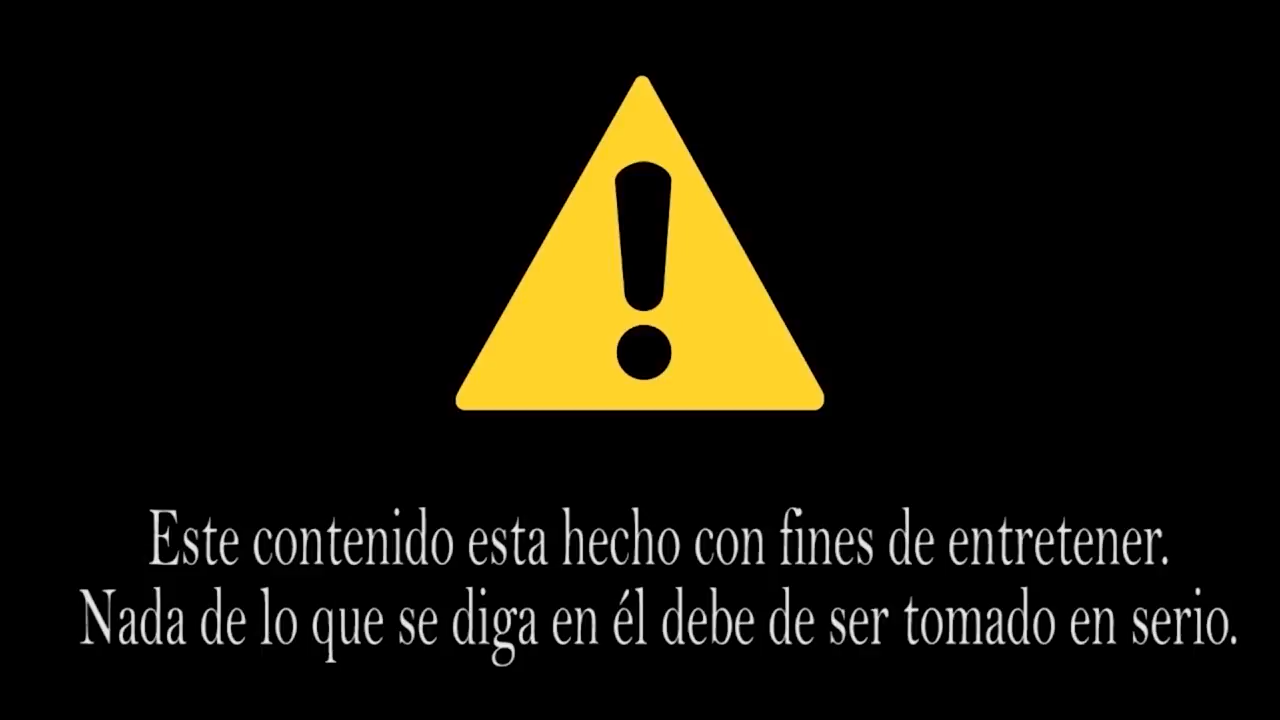 Este contenido esta hecho con fines de entretener.
Nada de lo que se diga en él debe de ser tomado en serio.